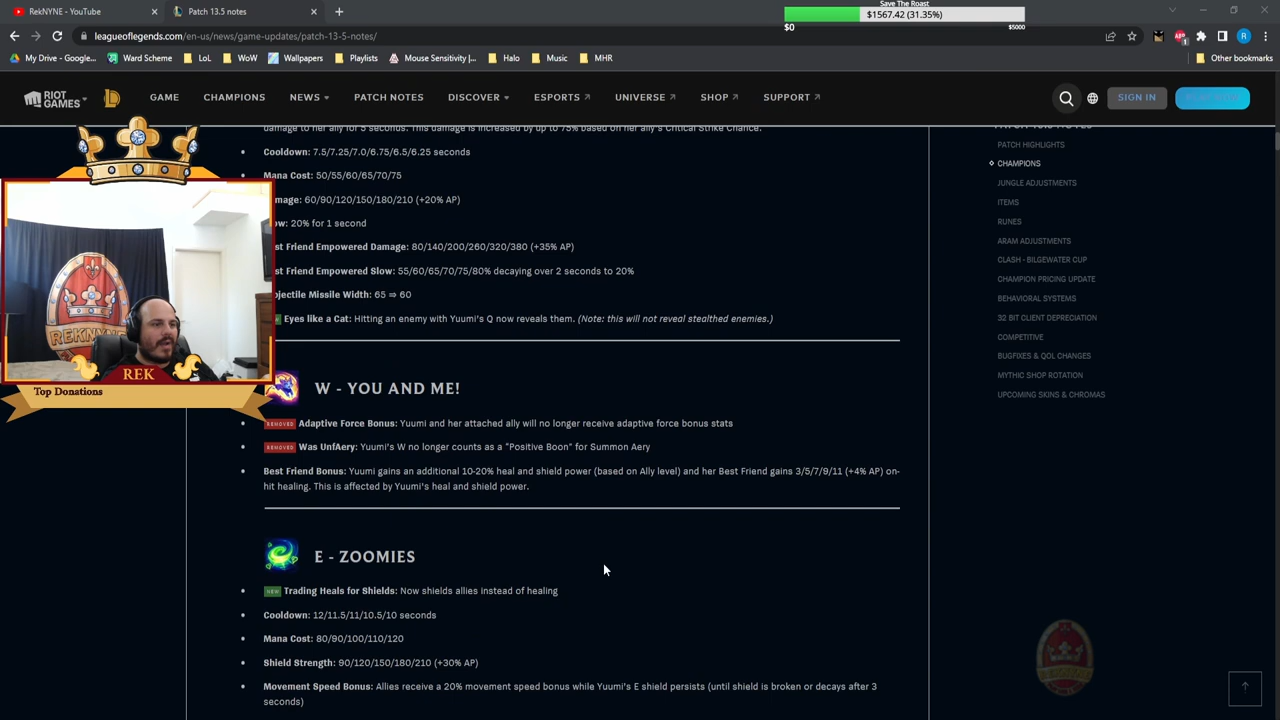 RekNYNE - YouTube
Patch 13.5 notes
Save The Roast
$1567.42 (31.35%)
$0
$5000
leagueoflegends.com/en-us/news/game-updates/patch-13-5-notes/
My Drive - Google...
Ward Scheme
LoL
WoW
Wallpapers
Playlists
Mouse Sensitivity |...
Halo
Music
MHR
Other bookmarks
RIOT GAMES
GAME
CHAMPIONS
NEWS
PATCH NOTES
DISCOVER
ESPORTS
UNIVERSE
SHOP
SUPPORT
SIGN IN
damage to her ally for 5 seconds. This damage is increased by up to 75% based on her ally's Critical Strike Chance.
Cooldown: 7.5/7.25/7.0/6.75/6.5/6.25 seconds
Mana Cost: 50/55/60/65/70/75
mage: 60/90/120/150/180/210 (+20% AP)
ow: 20% for 1 second
st Friend Empowered Damage: 80/140/200/260/320/380 (+35% AP)
st Friend Empowered Slow: 55/60/65/70/75/80% decaying over 2 seconds to 20%
ojectile Missile Width: 65 ⇒ 60
Eyes like a Cat: Hitting an enemy with Yuumi's Q now reveals them. (Note: this will not reveal stealthed enemies.)
W - YOU AND ME!
REMOVED Adaptive Force Bonus: Yuumi and her attached ally will no longer receive adaptive force bonus stats
REMOVED Was UnfAery: Yuumi's W no longer counts as a "Positive Boon" for Summon Aery
Best Friend Bonus: Yuumi gains an additional 10-20% heal and shield power (based on Ally level) and her Best Friend gains 3/5/7/9/11 (+4% AP) on-
hit healing. This is affected by Yuumi's heal and shield power.
E - ZOOMIES
NEW Trading Heals for Shields: Now shields allies instead of healing
Cooldown: 12/11.5/11/10.5/10 seconds
Mana Cost: 80/90/100/110/120
Shield Strength: 90/120/150/180/210 (+30% AP)
Movement Speed Bonus: Allies receive a 20% movement speed bonus while Yuumi's E shield persists (until shield is broken or decays after 3
seconds)
PATCH HIGHLIGHTS
CHAMPIONS
JUNGLE ADJUSTMENTS
ITEMS
RUNES
ARAM ADJUSTMENTS
CLASH - BILGEWATER CUP
CHAMPION PRICING UPDATE
BEHAVIORAL SYSTEMS
32 BIT CLIENT DEPRECIATION
COMPETITIVE
BUGFIXES & QOL CHANGES
MYTHIC SHOP ROTATION
UPCOMING SKINS & CHROMAS
REKNYNE
REK
Top Donations